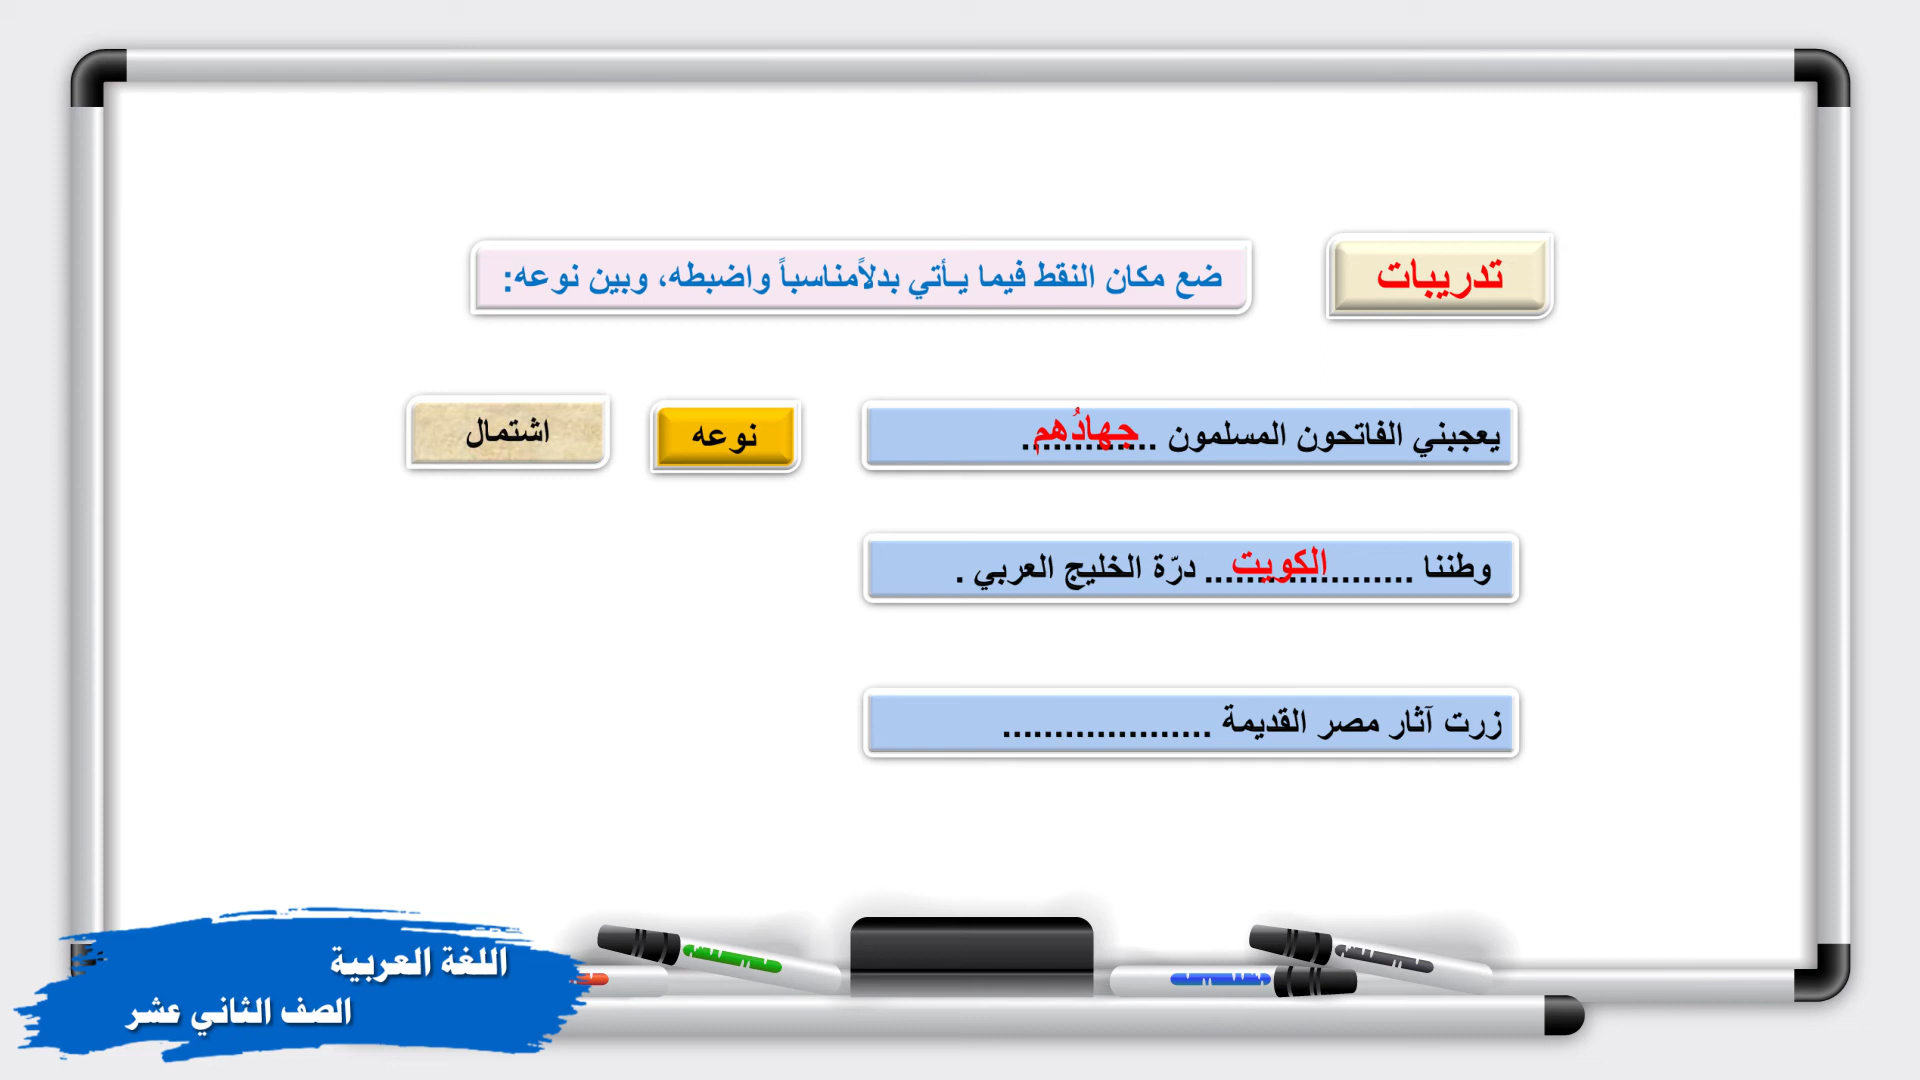 تدريبات
ضع مكان النقط فيما يـأتي بدلاًمناسباً واضبطه، وبين نوعه:
يعجبني الفاتحون المسلمون .............
جهادُهم
نوعه
اشتمال
وطننا .................... درّة الخليج العربي .
الكويت
زرت آثار مصر القديمة ....................
اللغة العربية
الصف الثاني عشر